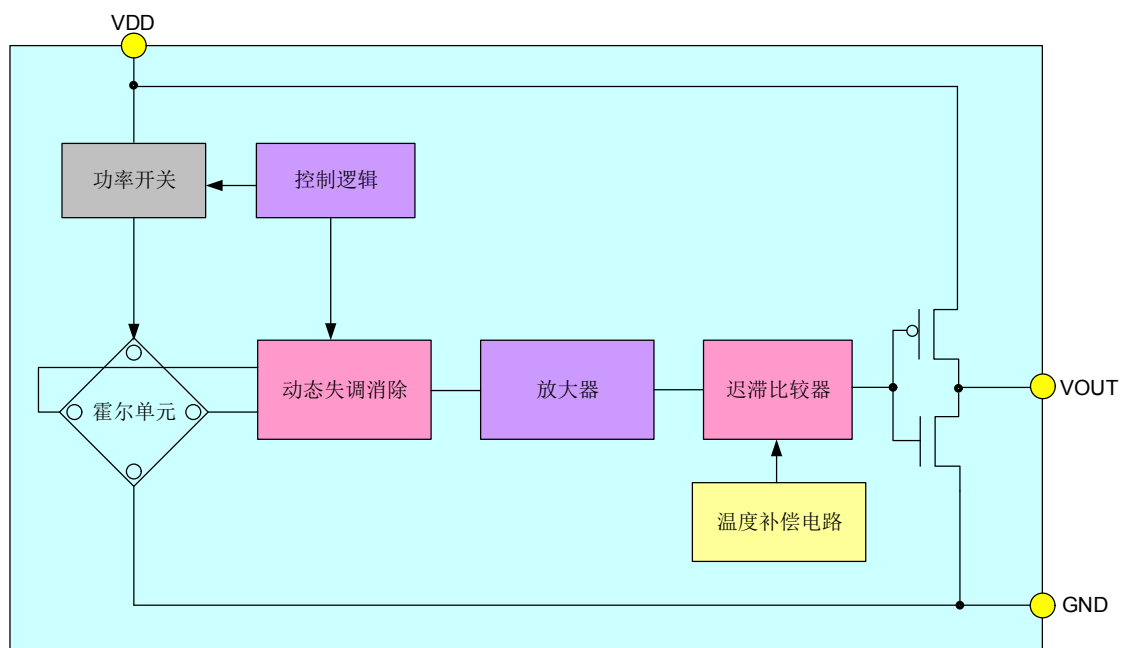 VDD
功率开关
控制逻辑
霍尔单元
动态失调消除
放大器
迟滞比较器
VOUT
温度补偿电路
GND